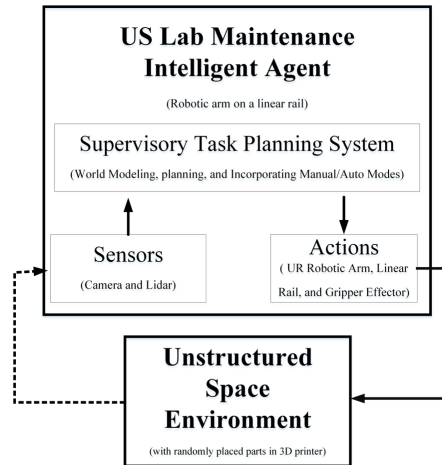 US Lab Maintenance
Intelligent Agent
(Robotic arm on a linear rail)
Supervisory Task Planning System
(World Modeling, planning, and Incorporating Manual/Auto Modes)
Sensors
(Camera and Lidar)
Actions
( UR Robotic Arm, Linear
Rail, and Gripper Effector)
Unstructured
Space
Environment
(with randomly placed parts in 3D printer)